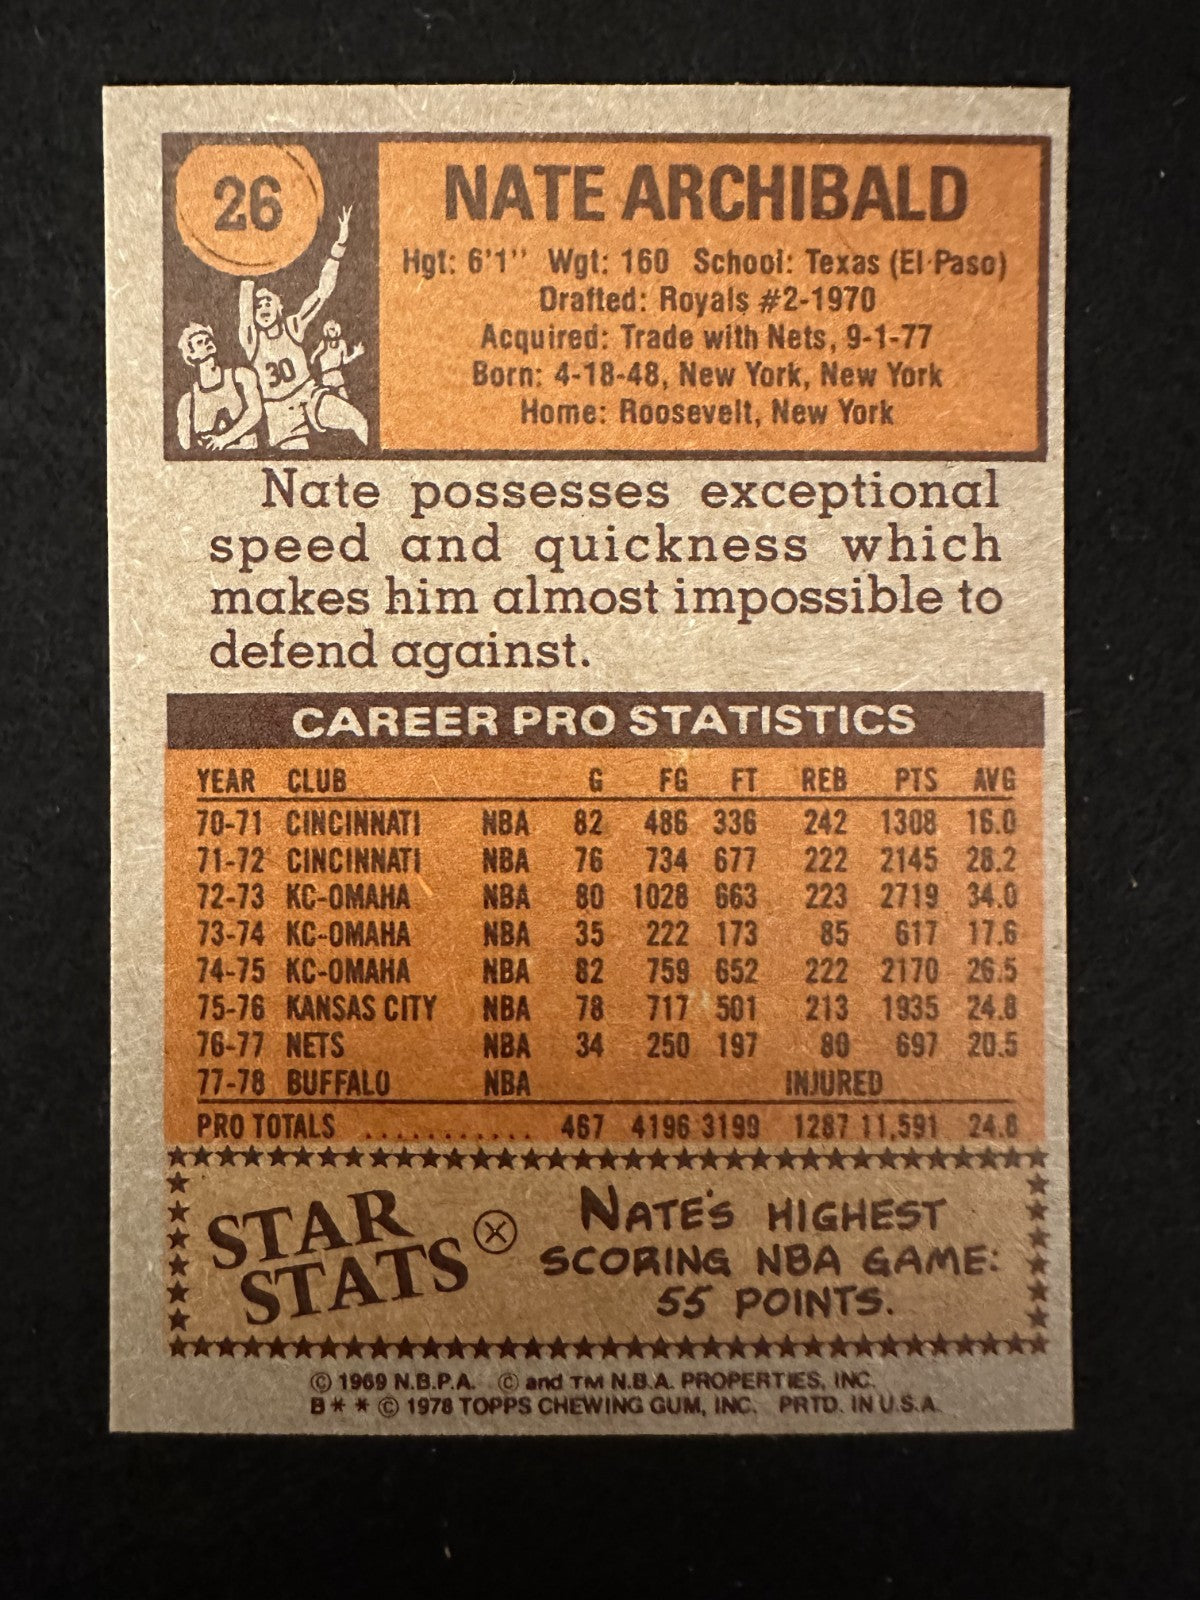 26
30
NATE ARCHIBALD
Hgt: 6'1" Wgt: 160 School: Texas (El Paso)
Drafted: Royals #2-1970
Acquired: Trade with Nets, 9-1-77
Born: 4-18-48, New York, New York
Home: Roosevelt, New York
Nate possesses exceptional
speed and quickness which
makes him almost impossible to
defend against.
CAREER PRO STATISTICS
YEAR CLUB G FG FT REB PTS AVG
70-71 CINCINNATI NBA 82 486 336 242 1308 16.0
71-72 CINCINNATI NBA 76 734 677 222 2145 28.2
72-73 KC-OMAHA NBA 80 1028 663 223 2719 34.0
73-74 KC-OMAHA NBA 35 222 173 85 617 17.6
74-75 KC-OMAHA NBA 82 759 652 222 2170 26.5
75-76 KANSAS CITY NBA 78 717 501 213 1935 24.8
76-77 NETS NBA 34 250 197 80 697 20.5
77-78 BUFFALO NBA INJURED
PRO TOTALS ........... 467 4196 3199 1287 11,591 24.8
STAR
STATS
NATE'S HIGHEST
SCORING NBA GAME:
55 POINTS.
© 1969 N.B.P.A. © and TM N.B.A. PROPERTIES, INC.
B * * © 1978 TOPPS CHEWING GUM, INC. PRTD. IN U.S.A.